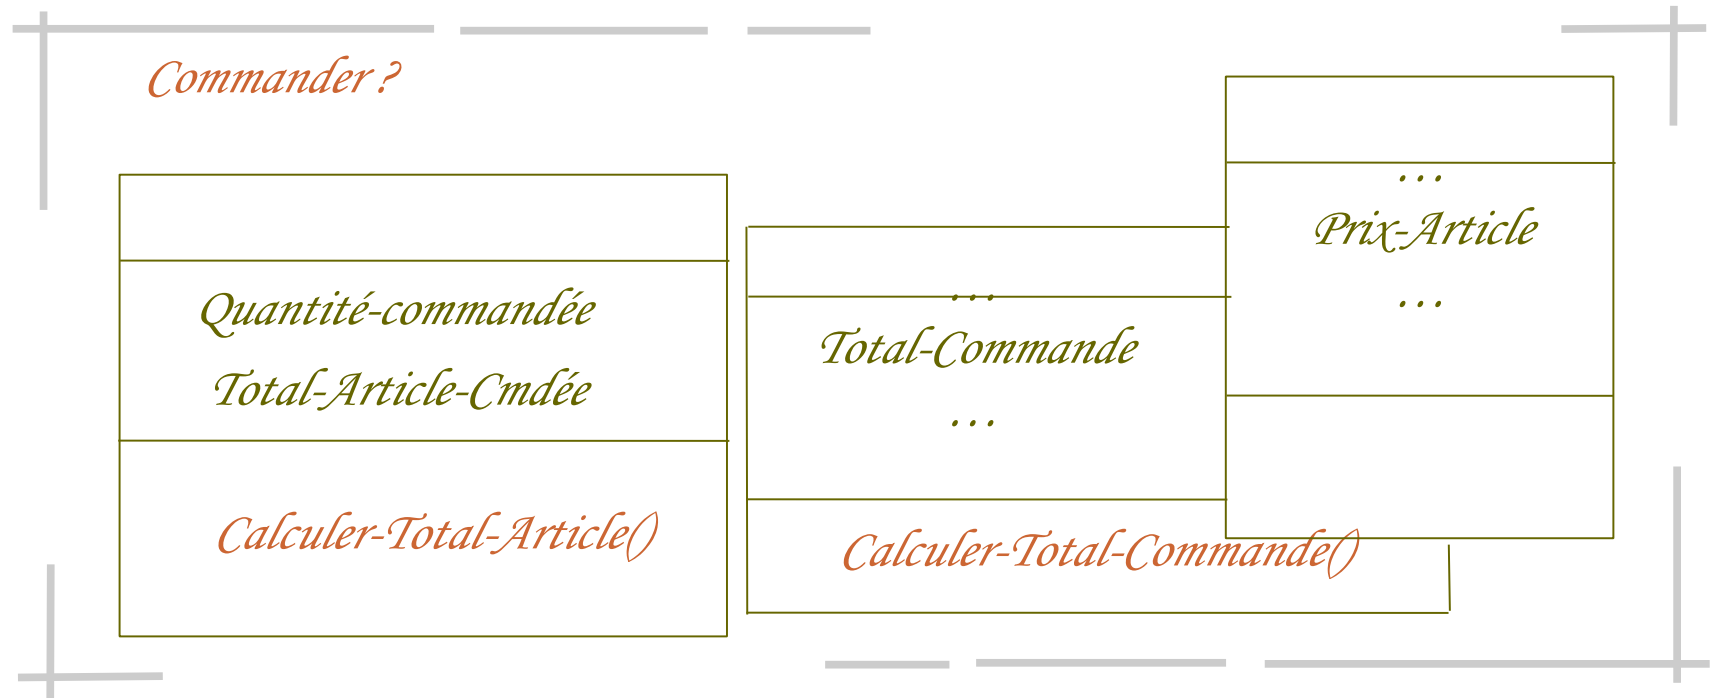 Commander ?
Quantité-commandée
Total-Article-Cmdée
Calculer-Total-Article()
…
Total-Commande
…
Calculer-Total-Commande()
…
Prix-Article
…